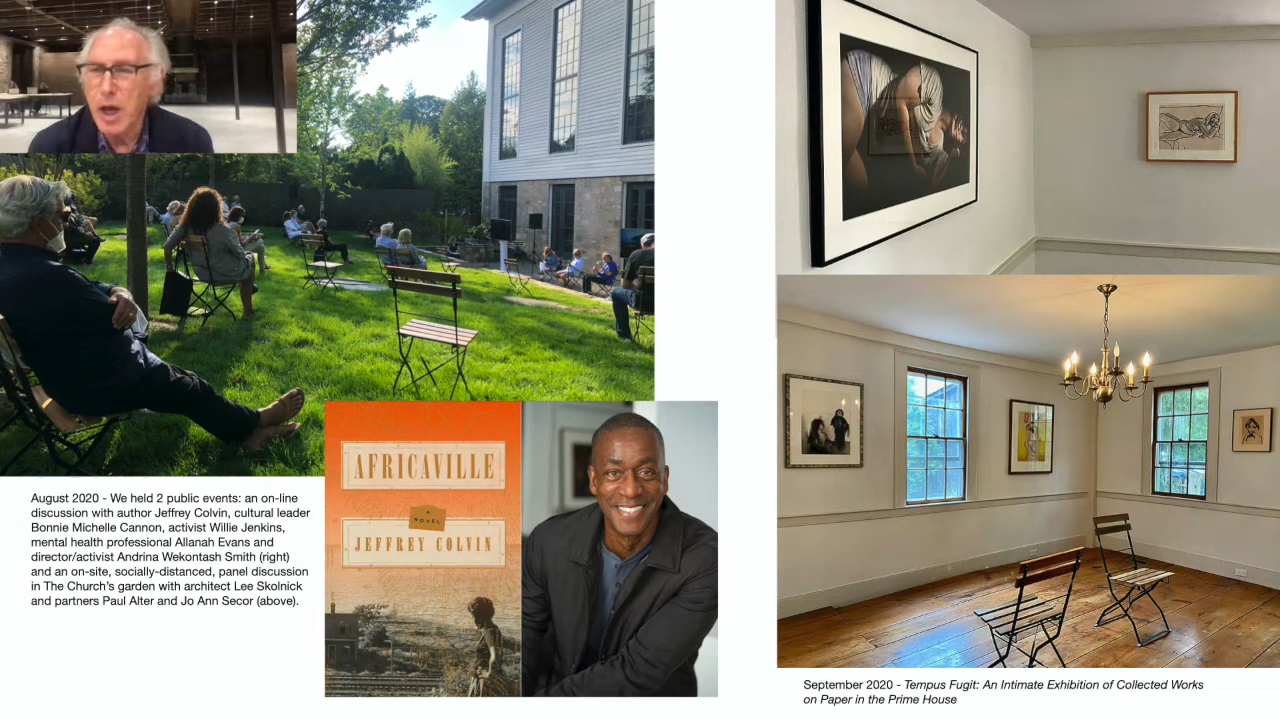 AFRICAVILLE
A
NOVEL
JEFFREY COLVIN
August 2020 - We held 2 public events: an on-line
discussion with author Jeffrey Colvin, cultural leader
Bonnie Michelle Cannon, activist Willie Jenkins,
mental health professional Allanah Evans and
director/activist Andrina Wekontash Smith (right)
and an on-site, socially-distanced, panel discussion
in The Church's garden with architect Lee Skolnick
and partners Paul Alter and Jo Ann Secor (above).
September 2020 - Tempus Fugit: An Intimate Exhibition of Collected Works
on Paper in the Prime House